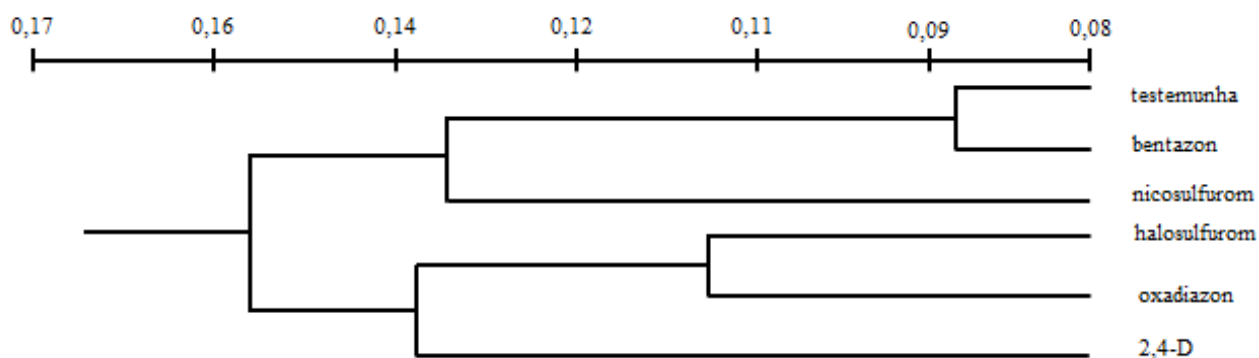 0,17 0,16 0,14 0,12 0,11 0,09 0,08
testemunha
bentazon
nicosulfurom
halosulfurom
oxadiazon
2,4-D